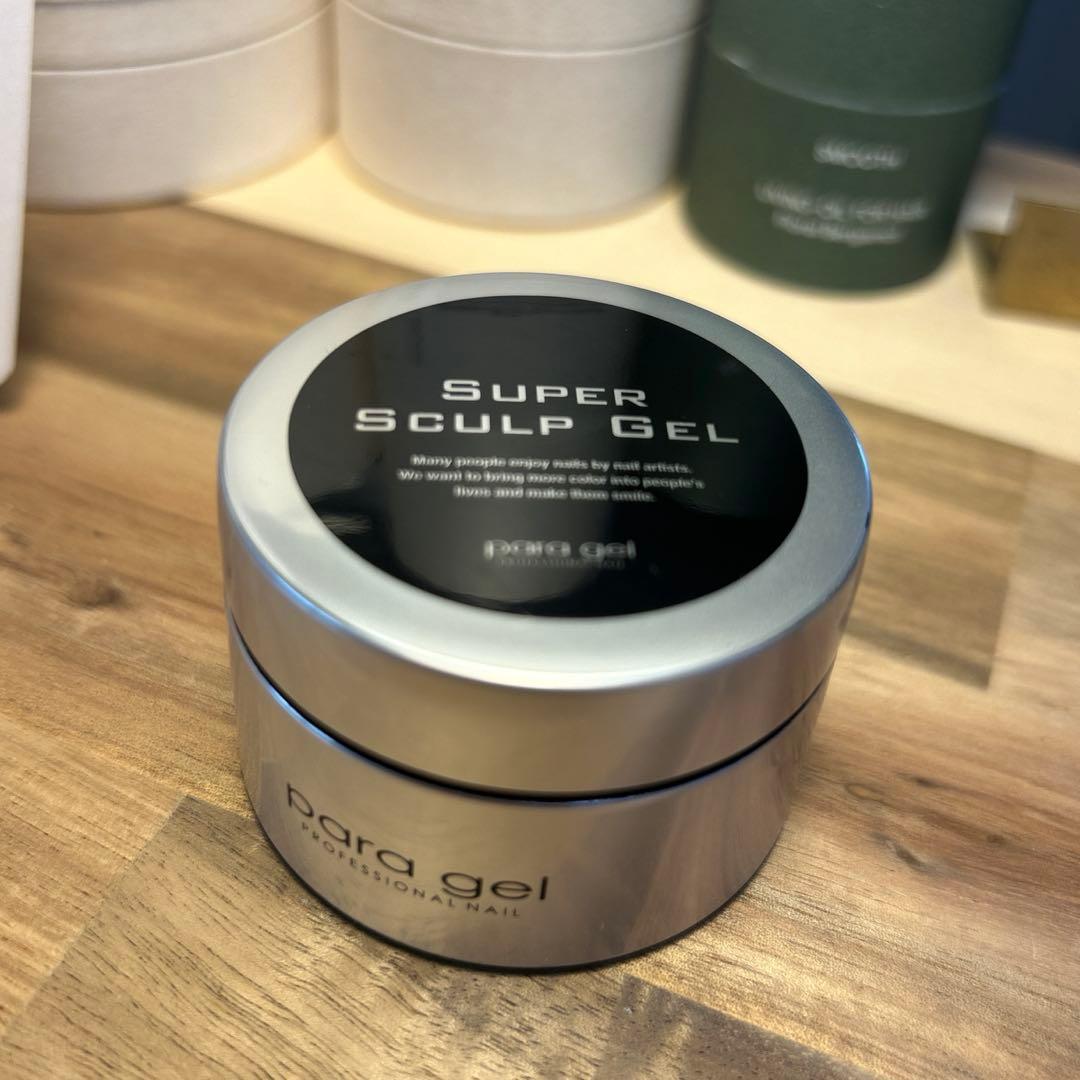 SUPER
SCULP GEL
Many people enjoy nails by nail artists.
We want to bring more color into people's
lives and make them smile.
para gel
para gel
PROFESSIONAL NAIL